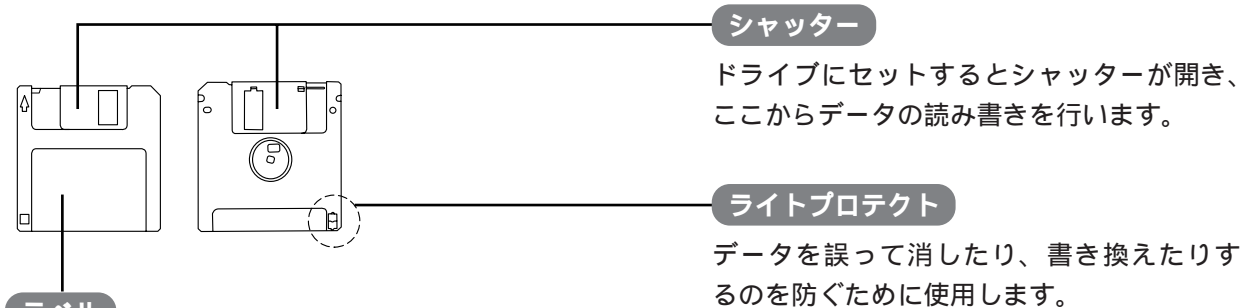 シャッター
ドライブにセットするとシャッターが開き、
ここからデータの読み書きを行います。
ライトプロテクト
データを誤って消したり、書き換えたりす
るのを防ぐために使用します。
ラベル